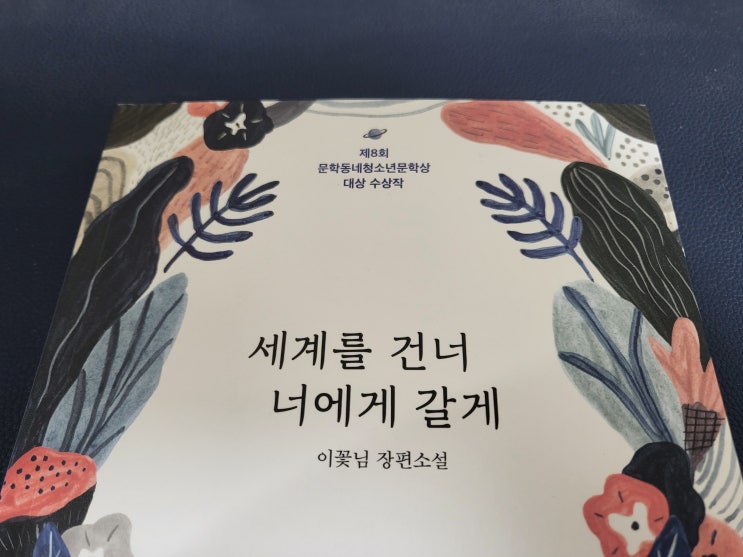 제8회
문학동네청소년문학상
대상 수상작
세계를 건너
너에게 갈게
이꽃님 장편소설